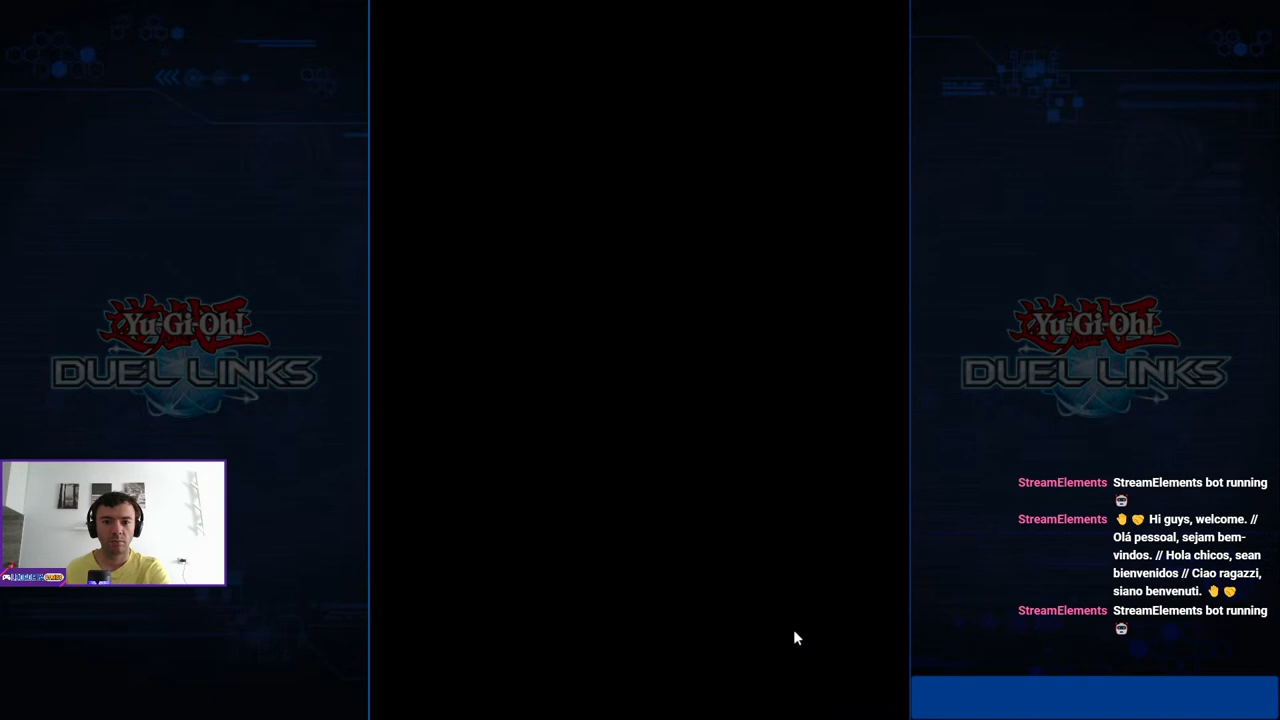 Yu-Gi-Oh!
DUEL LINKS
Yu-Gi-Oh!
DUEL LINKS
StreamElements StreamElements bot running
StreamElements 🤚 🤝 Hi guys, welcome. //
Olá pessoal, sejam bem-
vindos. // Hola chicos, sean
bienvenidos // Ciao ragazzi,
siano benvenuti. 🤚 🤝
StreamElements StreamElements bot running